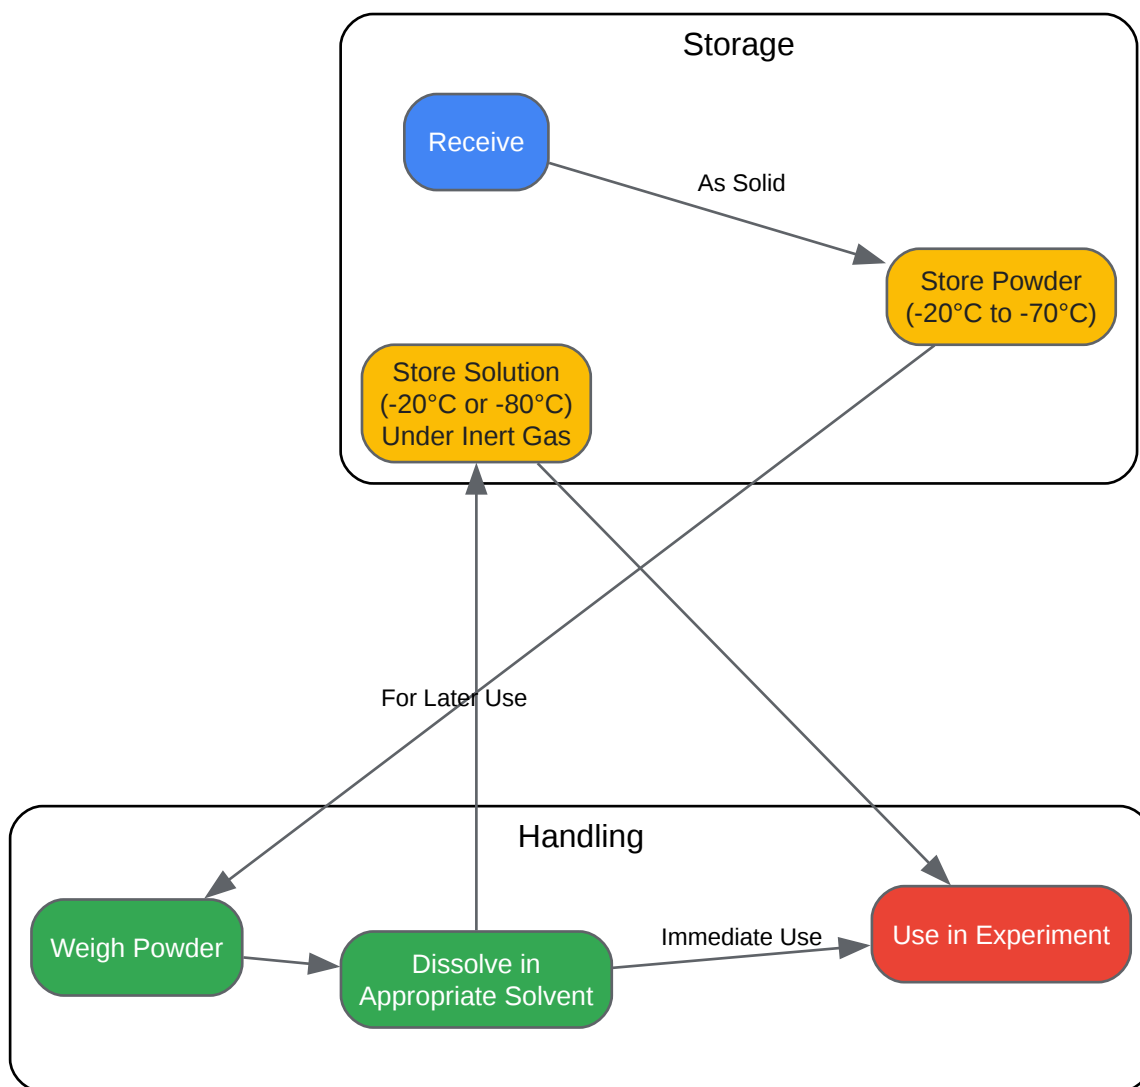 Storage
Receive
As Solid
Store Powder
(-20°C to -70°C)
Store Solution
(-20°C or -80°C)
Under Inert Gas
For Later Use
Handling
Weigh Powder
Dissolve in
Appropriate Solvent
Immediate Use
Use in Experiment